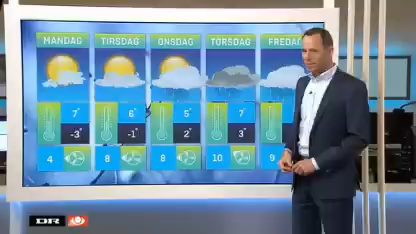 MANDAG TIRSDAG ONSDAG TORSDAG FREDAG
7° 6° 5° 7°
-3° -1° 2° 3°
4 8 8 10 9
DR